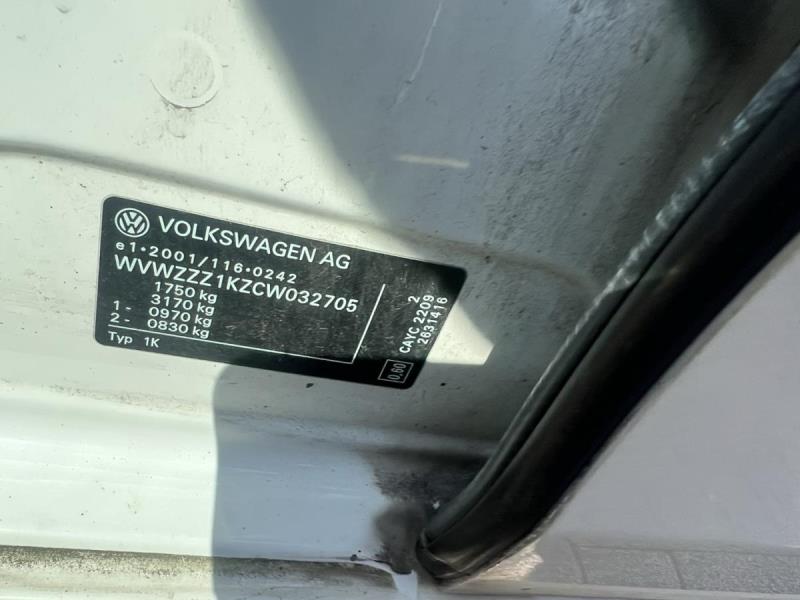 VOLKSWAGEN AG
e1*2001/116*0242
WVWZZZ1KZCW032705
1750 kg
3170 kg
1- 0970 kg
2- 0830 kg
Typ 1K
2
CAYC 2209
2631416
0.60